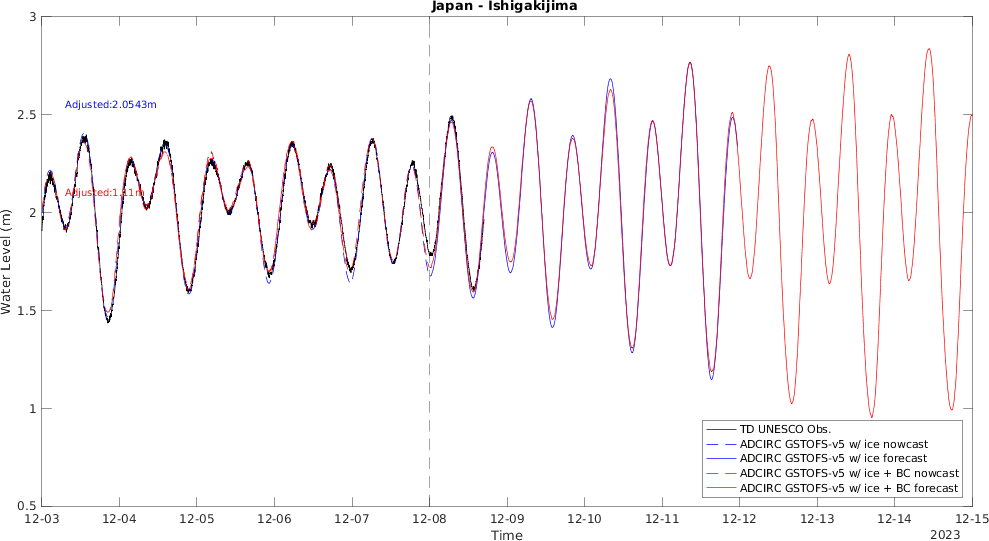 Japan - Ishigakijima
Water Level (m)
3
2.5
2
1.5
1
0.5
Adjusted:2.0543m
12-03
12-04
12-05
12-06
12-07
12-08
12-09
12-10
12-11
12-12
12-13
12-14
12-15
Time
2023
TD UNESCO Obs.
ADCIRC GSTOFS-v5 w/ ice nowcast
ADCIRC GSTOFS-v5 w/ ice forecast
ADCIRC GSTOFS-v5 w/ ice + BC nowcast
ADCIRC GSTOFS-v5 w/ ice + BC forecast